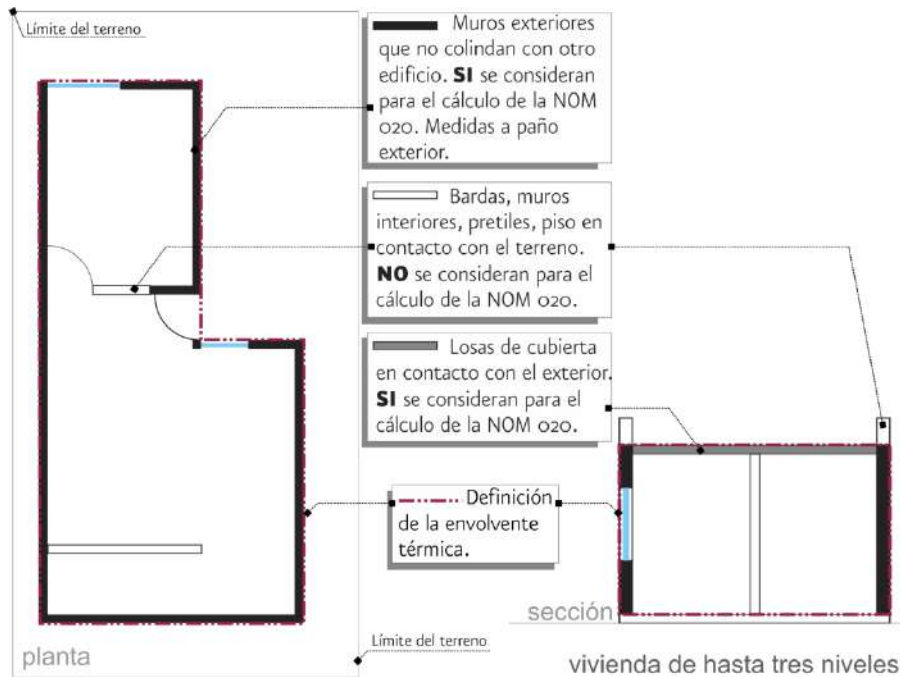 Límite del terreno
Muros exteriores
que no colindan con otro
edificio. SI se consideran
para el cálculo de la NOM
020. Medidas a paño
exterior.
Bardas, muros
interiores, pretiles, piso en
contacto con el terreno.
NO se consideran para el
cálculo de la NOM 020.
Losas de cubierta
en contacto con el exterior.
SI se consideran para el
cálculo de la NOM 020.
Definición
de la envolvente
térmica.
sección
Límite del terreno
planta
vivienda de hasta tres niveles